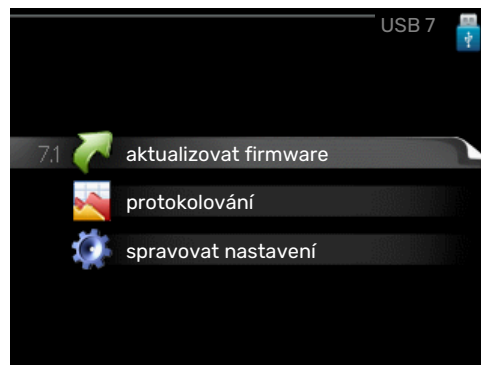 USB 7
7.1 aktualizovat firmware
protokolování
spravovat nastavení